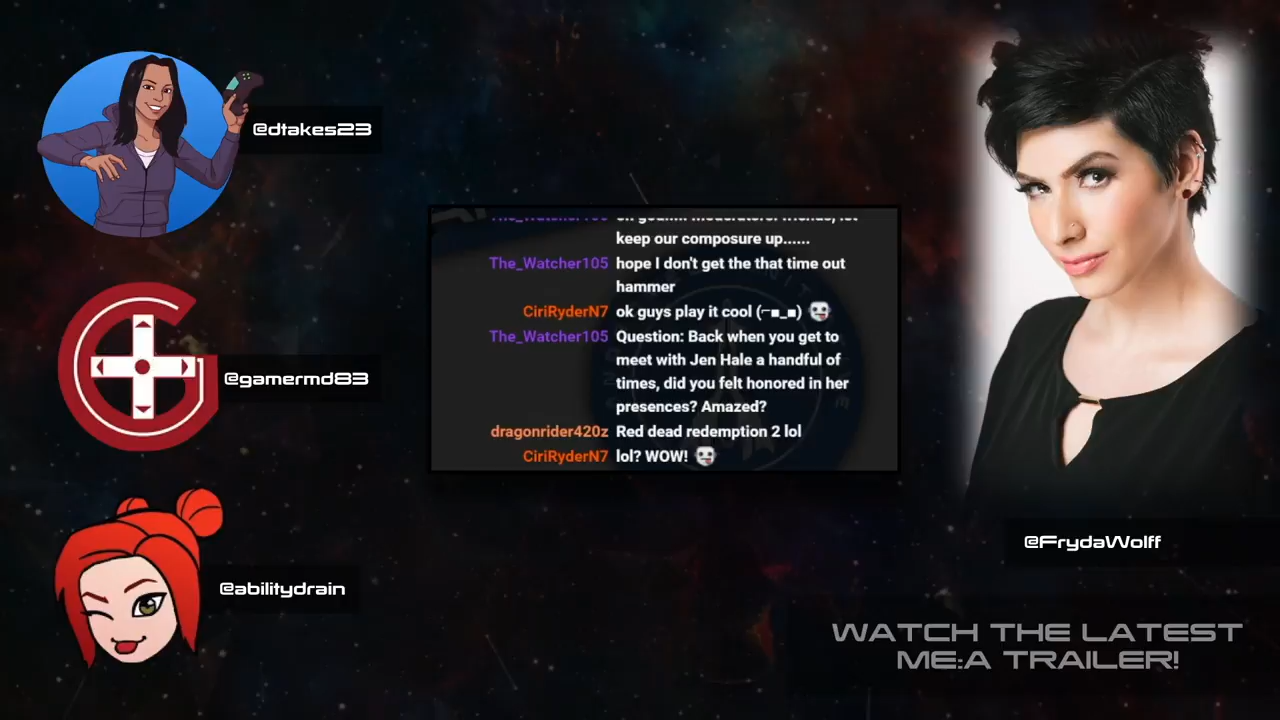 @dtakes23
@gamermd83
@abilitydrain
keep our composure up......
The_Watcher105 hope I don't get the that time out
hammer
CiriRyderN7 ok guys play it cool (⌐■_■)
The_Watcher105 Question: Back when you get to
meet with Jen Hale a handful of
times, did you felt honored in her
presences? Amazed?
dragonrider420z Red dead redemption 2 lol
CiriRyderN7 lol? WOW!
@FrydaWolff
WATCH THE LATEST
ME:A TRAILER!